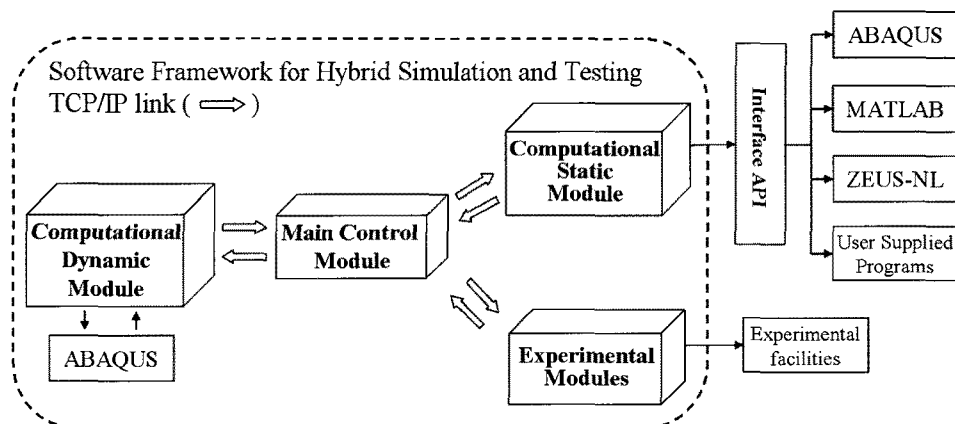 Software Framework for Hybrid Simulation and Testing
TCP/IP link ( ⇨ )
Computational
Dynamic
Module
ABAQUS
Main Control
Module
Computational
Static
Module
Experimental
Modules
Interface API
ABAQUS
MATLAB
ZEUS-NL
User Supplied
Programs
Experimental
facilities